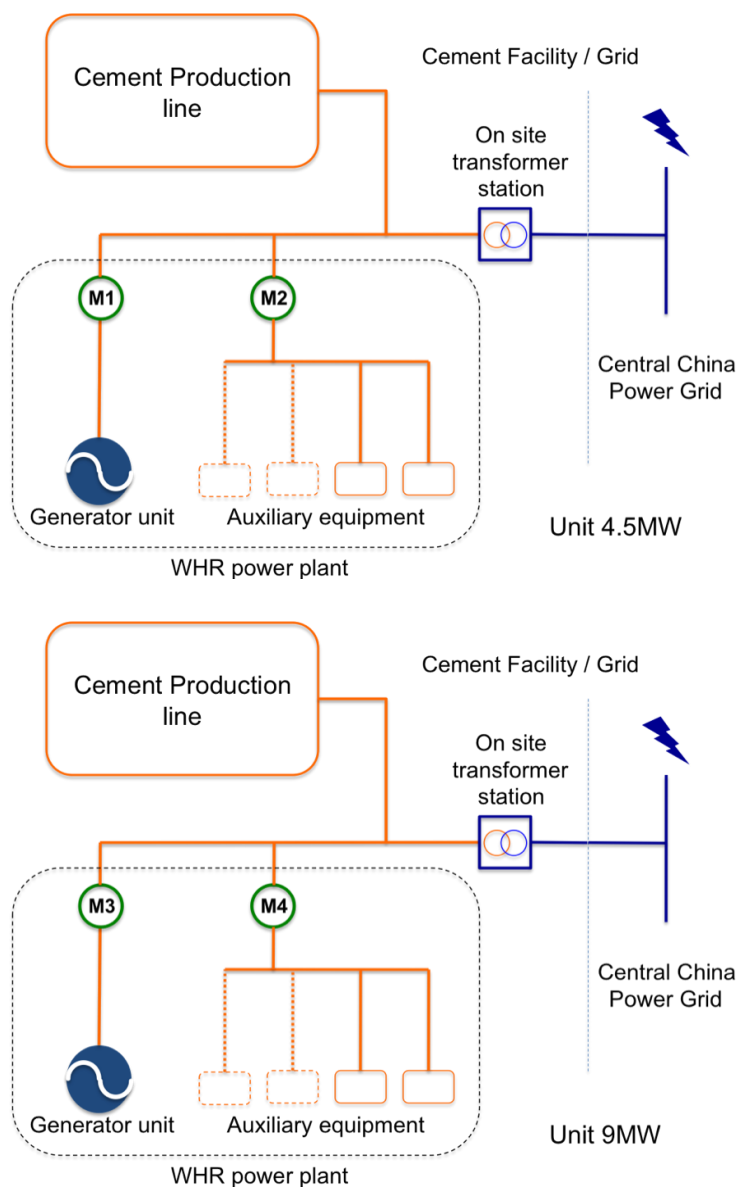 Cement Production
line
Cement Facility / Grid
On site
transformer
station
M1
M2
Central China
Power Grid
Generator unit
Auxiliary equipment
Unit 4.5MW
WHR power plant
Cement Production
line
Cement Facility / Grid
On site
transformer
station
M3
M4
Central China
Power Grid
Generator unit
Auxiliary equipment
Unit 9MW
WHR power plant